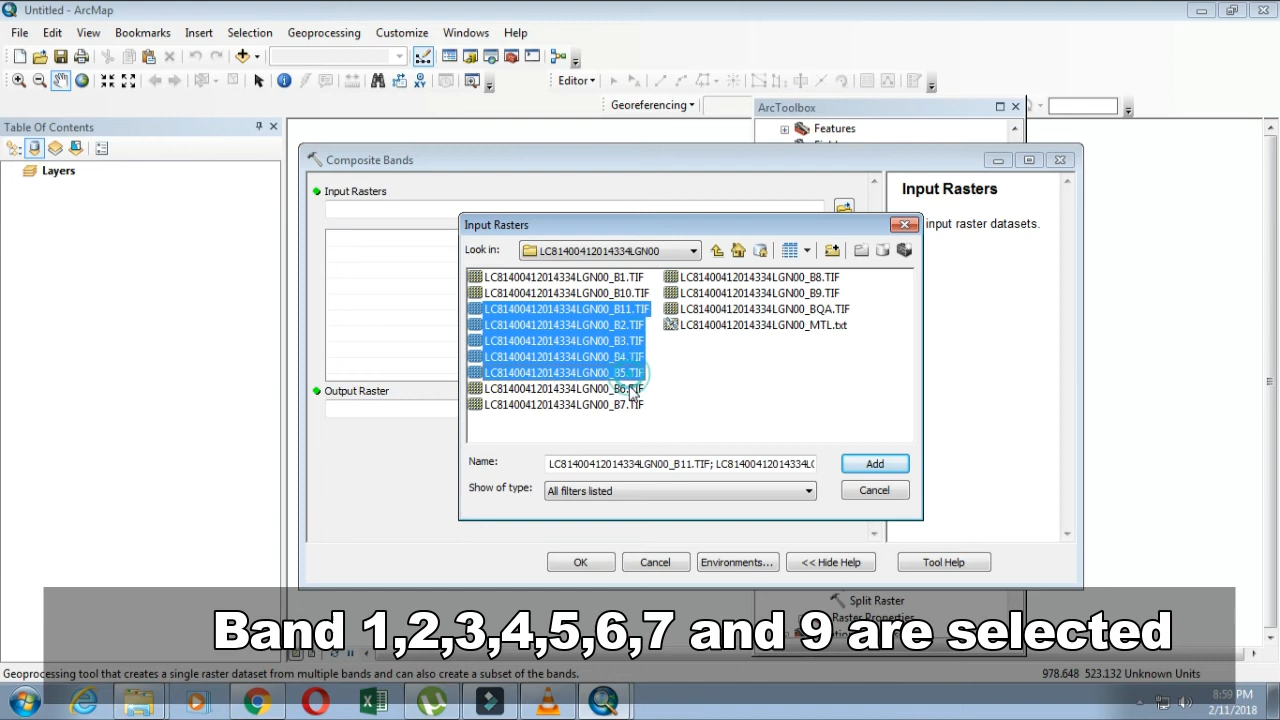 Untitled - ArcMap
File Edit View Bookmarks Insert Selection Geoprocessing Customize Windows Help
Editor
Georeferencing
ArcToolbox
Table Of Contents
Features
Layers
Composite Bands
Input Rasters
Input Rasters
input raster datasets.
Input Rasters
Look in: LC81400412014334LGN00
LC81400412014334LGN00_B1.TIF
LC81400412014334LGN00_B10.TIF
LC81400412014334LGN00_B11.TIF
LC81400412014334LGN00_B2.TIF
LC81400412014334LGN00_B3.TIF
LC81400412014334LGN00_B4.TIF
LC81400412014334LGN00_B5.TIF
LC81400412014334LGN00_B6.TIF
LC81400412014334LGN00_B7.TIF
LC81400412014334LGN00_B8.TIF
LC81400412014334LGN00_B9.TIF
LC81400412014334LGN00_BQA.TIF
LC81400412014334LGN00_MTL.txt
Name: LC81400412014334LGN00_B11.TIF; LC81400412014334L
Add
Show of type: All filters listed
Cancel
Output Raster
OK Cancel Environments... << Hide Help Tool Help
Split Raster
Raster Properties
Band 1,2,3,4,5,6,7 and 9 are selected
Geoprocessing tool that creates a single raster dataset from multiple bands and can also create a subset of the bands.
978.648 523.132 Unknown Units
8:59 PM
2/11/2018